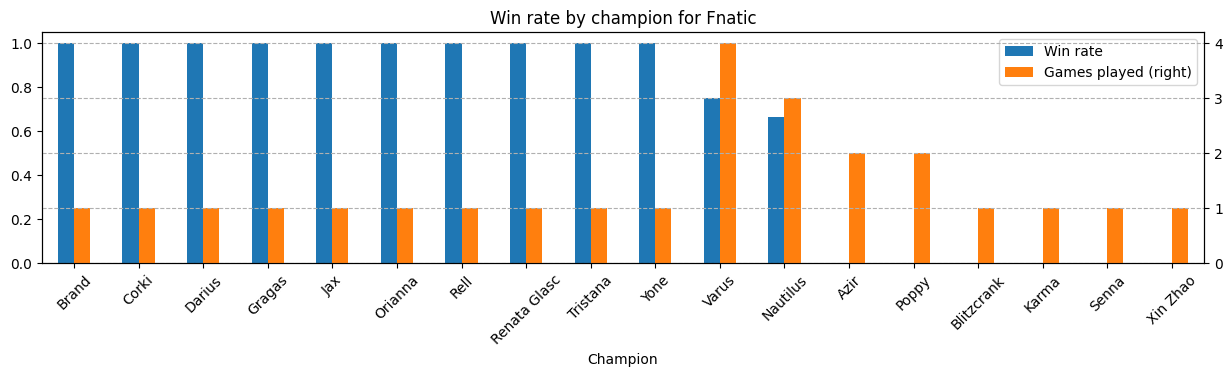 Win rate by champion for Fnatic
Win rate
Games played (right)
1.0
0.8
0.6
0.4
0.2
0.0
4
3
2
1
0
Brand
Corki
Darius
Gragas
Jax
Orianna
Rell
Renata Glasc
Tristana
Yone
Varus
Nautilus
Azir
Poppy
Blitzcrank
Karma
Senna
Xin Zhao
Champion